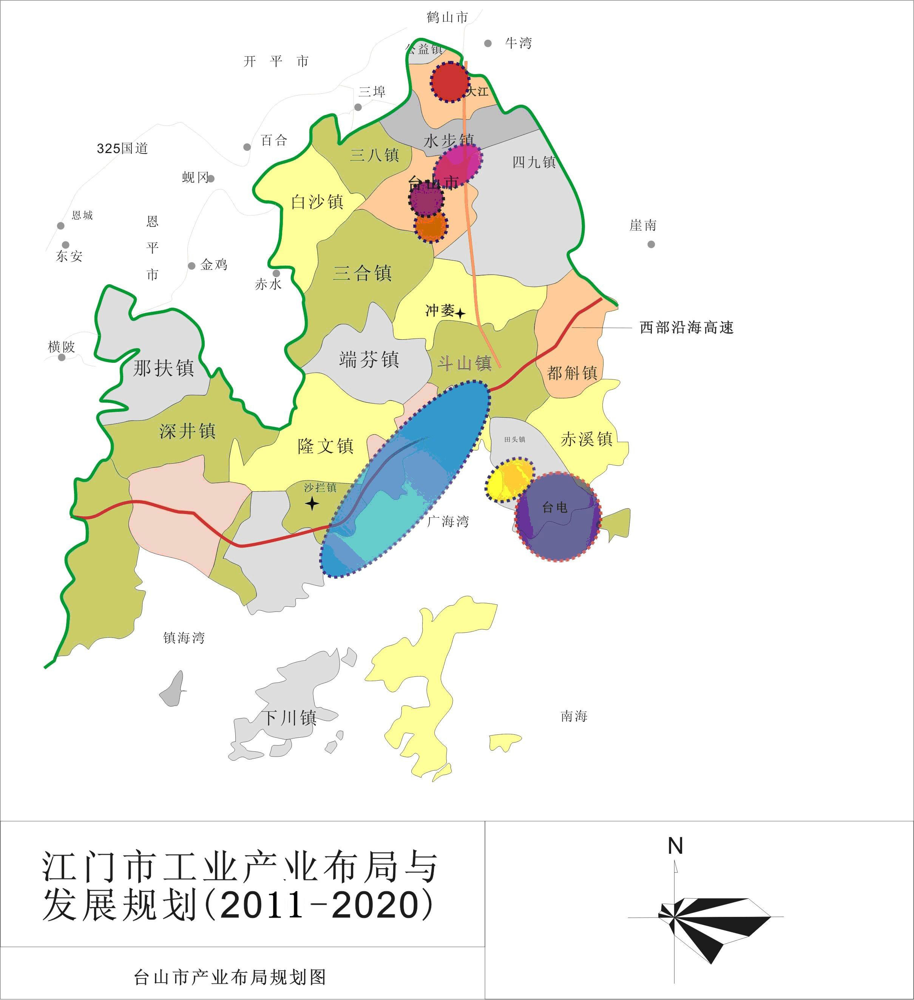 鹤山市
牛湾
公益镇
开 平 市
三埠
大江
百合
水步镇
325国道
三八镇
四九镇
蚬冈
台山市
白沙镇
恩城
恩平市
崖南
东安
金鸡
三合镇
赤水
冲蒌
西部沿海高速
横陂
端芬镇
斗山镇
那扶镇
都斛镇
深井镇
隆文镇
田头镇
赤溪镇
沙拦镇
台电
广海湾
镇海湾
下川镇
南海
江门市工业产业布局与
发展规划(2011-2020)
台山市产业布局规划图
N